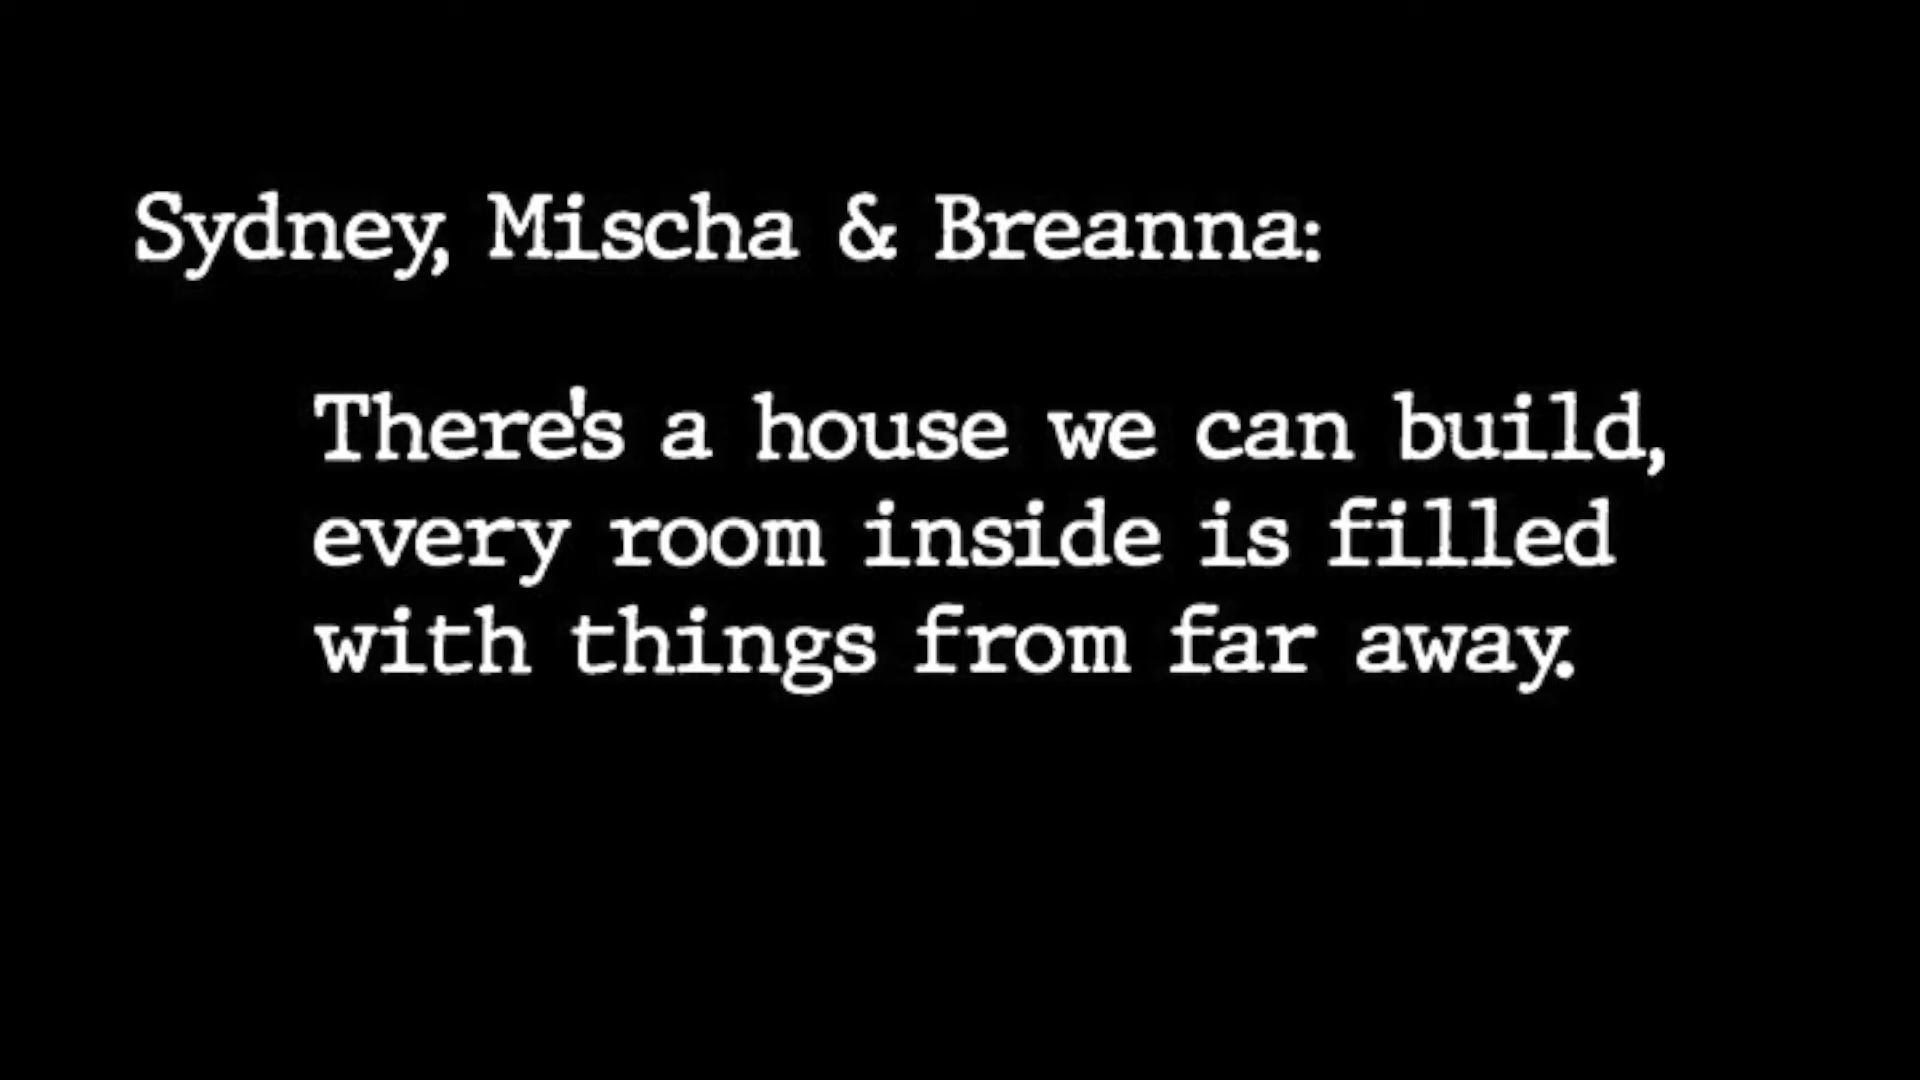 Sydney, Mischa & Breanna:
There's a house we can build,
every room inside is filled
with things from far away.